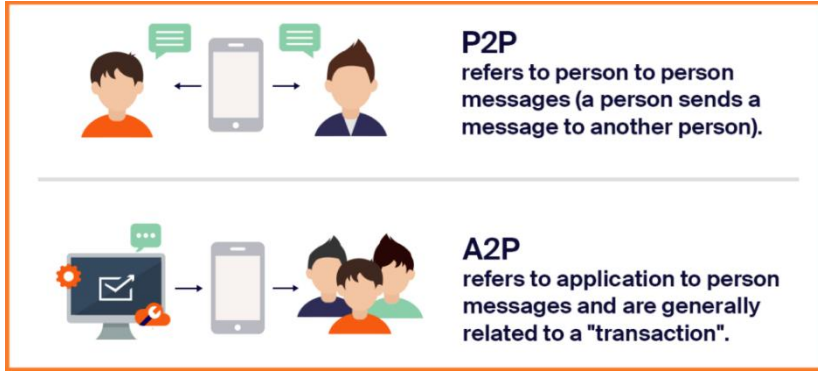 P2P
refers to person to person
messages (a person sends a
message to another person).
A2P
refers to application to person
messages and are generally
related to a "transaction".